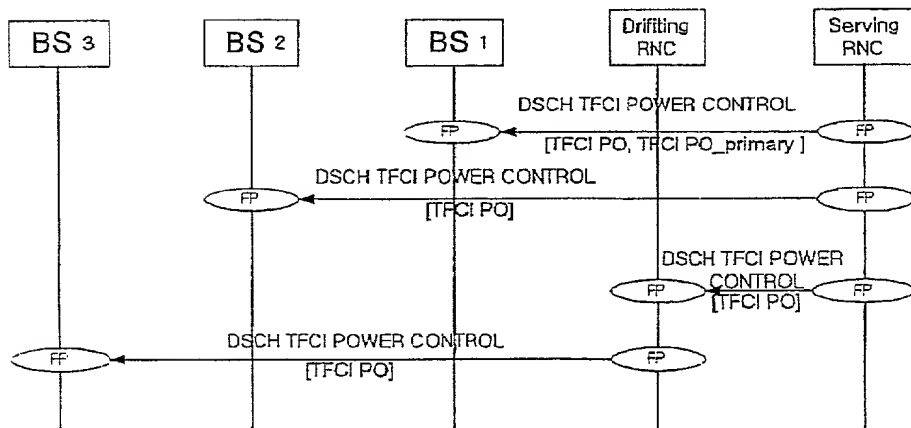 BS 3
BS 2
BS 1
Drifiting
RNC
Serving
RNC
DSCH TFCI POWER CONTROL
FP
FP
[TFCI PO, TFCI PO_primary ]
DSCH TFCI POWER CONTROL
FP
FP
[TFCI PO]
DSCH TFCI POWER
CONTROL
FP
FP
[TFCI PO]
DSCH TFCI POWER CONTROL
FP
FP
[TFCI PO]